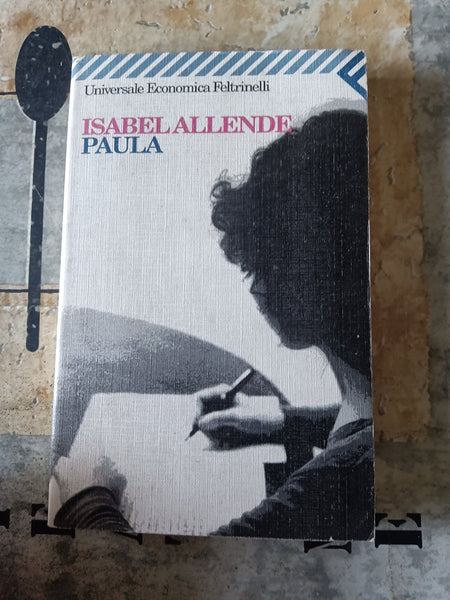 Universale Economica Feltrinelli
ISABEL ALLENDE
PAULA